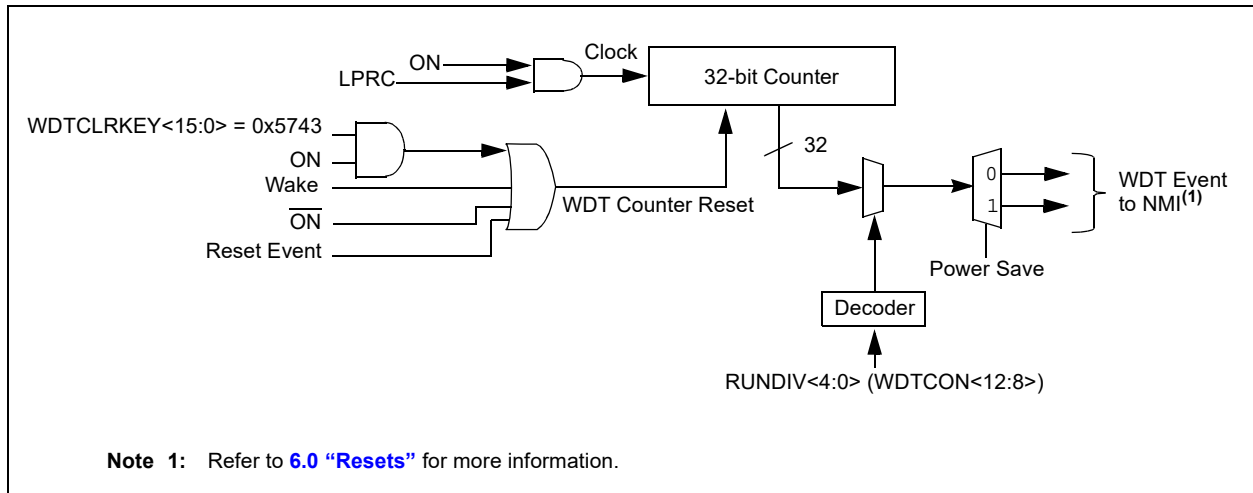 ON
LPRC
Clock
32-bit Counter
WDTCLRKEY<15:0> = 0x5743
ON
Wake
ON
Reset Event
WDT Counter Reset
32
0
1
WDT Event
to NMI(1)
Power Save
Decoder
RUNDIV<4:0> (WDTCON<12:8>)
Note 1: Refer to 6.0 “Resets” for more information.